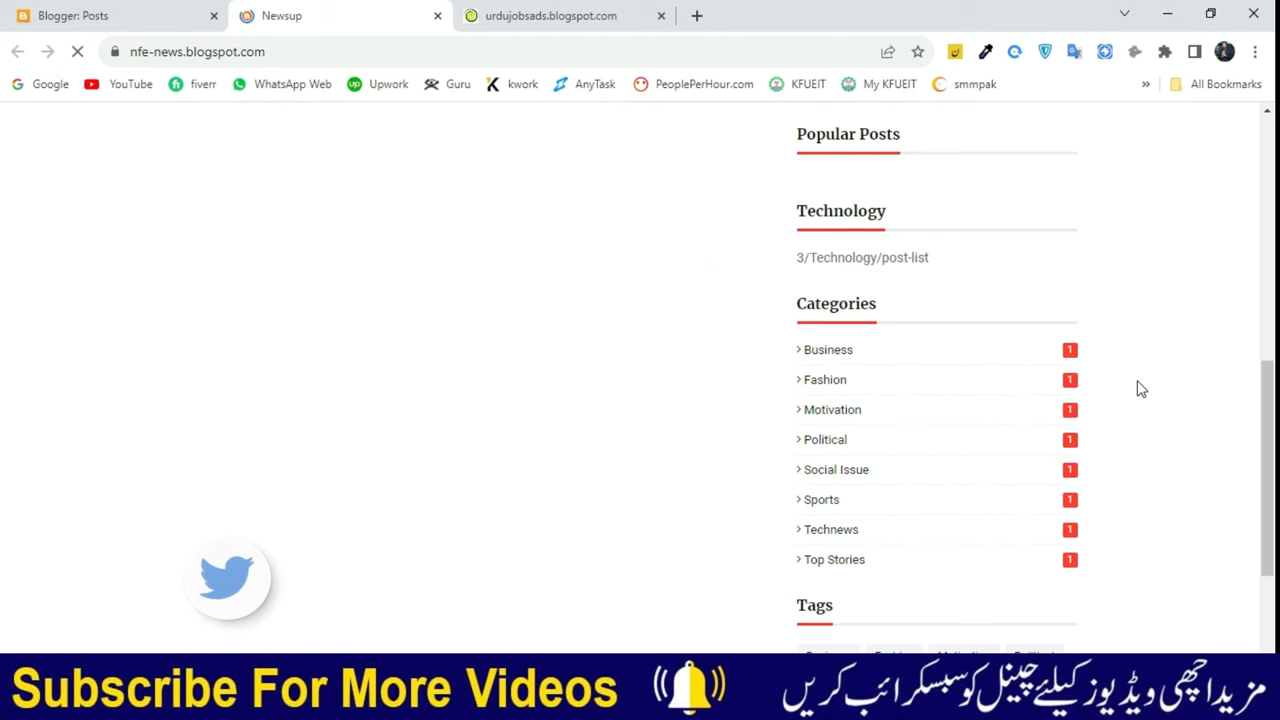 Blogger: Posts
Newsup
urdujobsads.blogspot.com
nfe-news.blogspot.com
Google
YouTube
fiverr
WhatsApp Web
Upwork
Guru
kwork
AnyTask
PeoplePerHour.com
KFUEIT
My KFUEIT
smmpak
»
All Bookmarks
Popular Posts
Technology
3/Technology/post-list
Categories
Business 1
Fashion 1
Motivation 1
Political 1
Social Issue 1
Sports 1
Technews 1
Top Stories 1
Tags
Subscribe For More Videos
مزید اچھی ویڈیوز کیلئے چینل کو سبسکرائب کریں